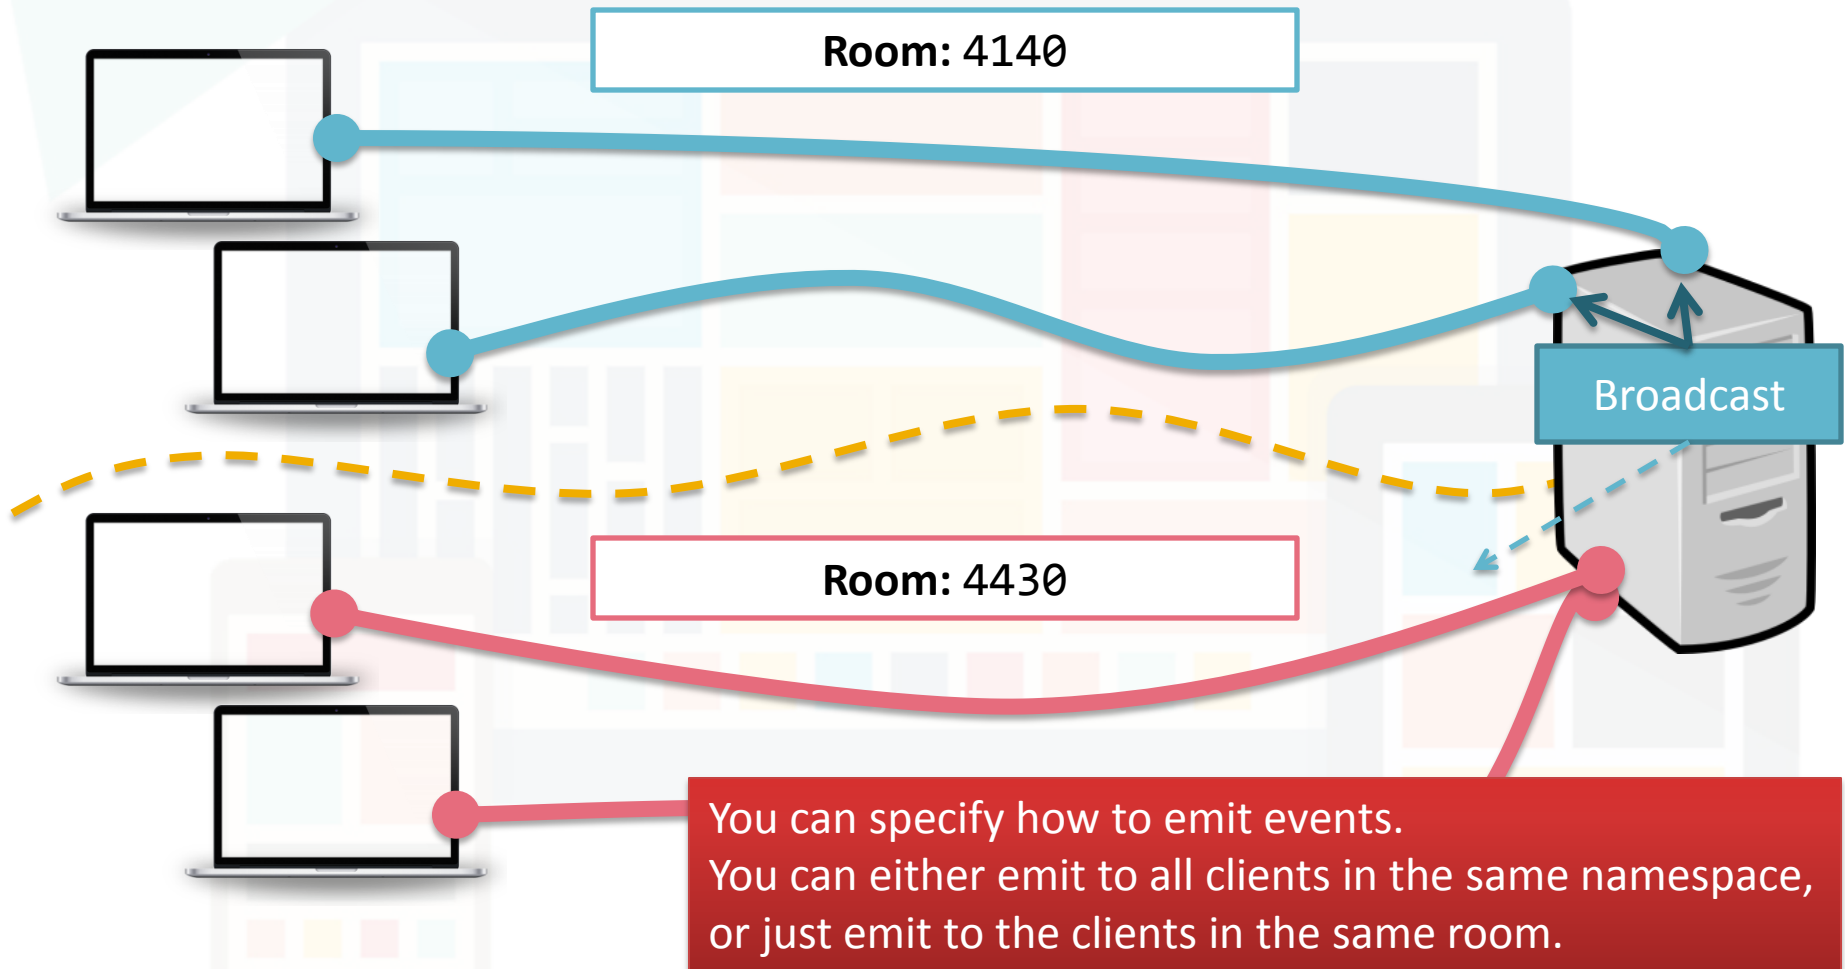 Room: 4140
Broadcast
Room: 4430
You can specify how to emit events.
You can either emit to all clients in the same namespace,
or just emit to the clients in the same room.